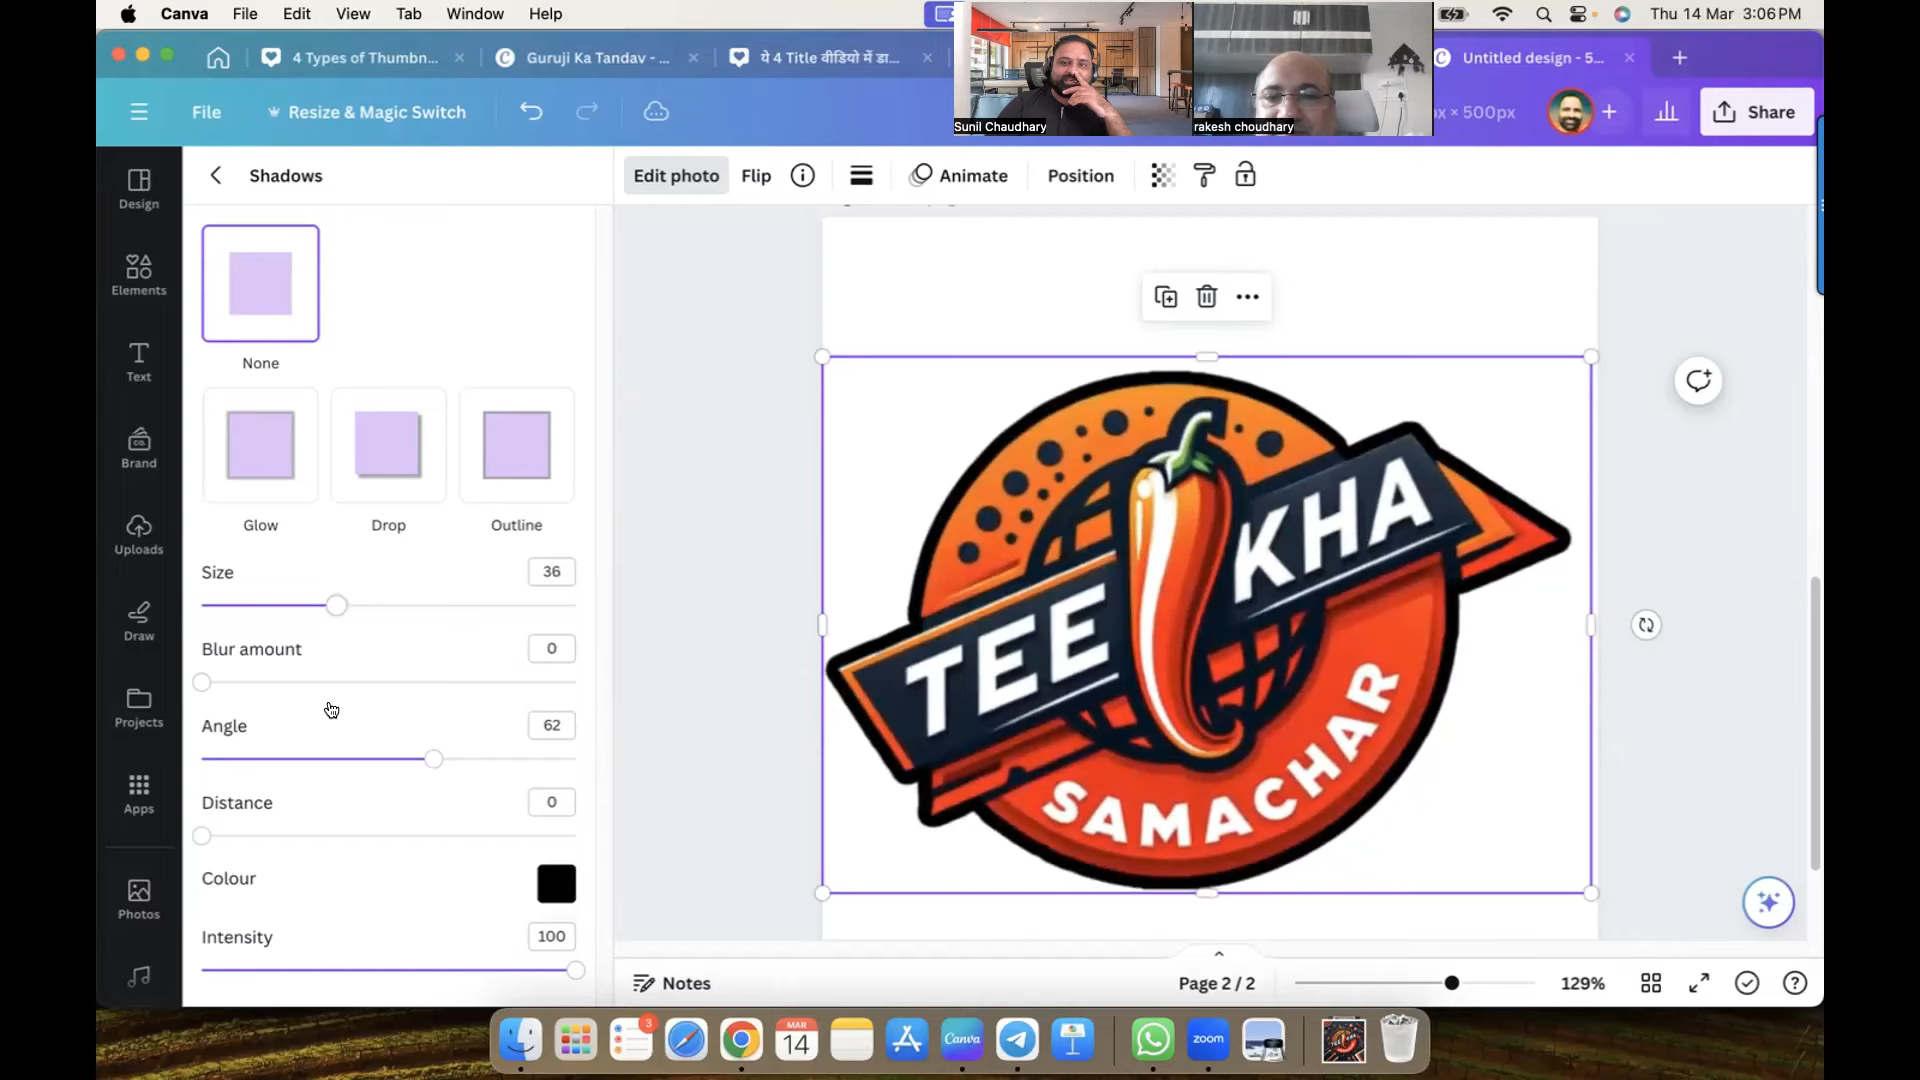 Canva File Edit View Tab Window Help
Thu 14 Mar 3:06 PM
4 Types of Thumbn...
Guruji Ka Tandav - ...
ये 4 Title वीडियो में डा...
Untitled design - 5...
File Resize & Magic Switch
px × 500px
Share
Sunil Chaudhary
rakesh choudhary
Design
Elements
Text
Brand
Uploads
Draw
Projects
Apps
Photos
Shadows
None
Glow Drop Outline
Size 36
Blur amount 0
Angle 62
Distance 0
Colour
Intensity 100
Edit photo Flip Animate Position
TEE KHA
SAMACHAR
Notes
Page 2 / 2
129%
3
MAR
14
Canva
zoom